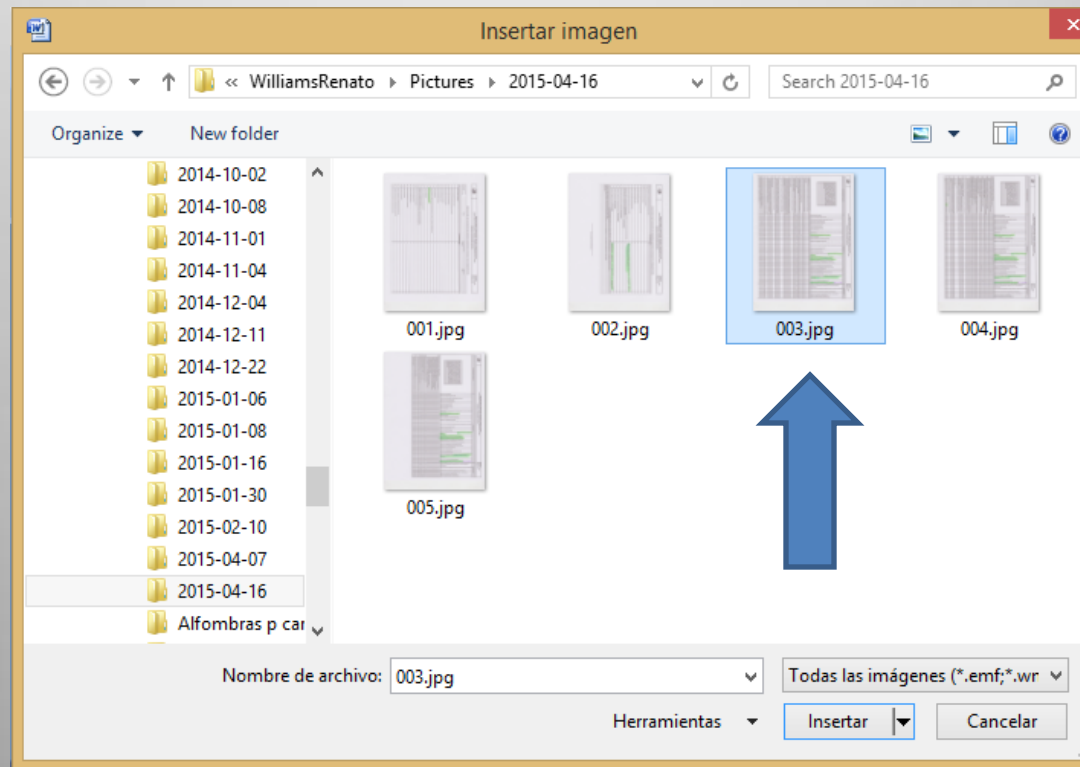 Insertar imagen
« WilliamsRenato Pictures 2015-04-16
Search 2015-04-16
Organize
New folder
2014-10-02
2014-10-08
2014-11-01
2014-11-04
2014-12-04
2014-12-11
2014-12-22
2015-01-06
2015-01-08
2015-01-16
2015-01-30
2015-02-10
2015-04-07
2015-04-16
Alfombras p car
001.jpg
002.jpg
003.jpg
004.jpg
005.jpg
Nombre de archivo: 003.jpg
Todas las imágenes (*.emf;*.wr
Herramientas
Insertar
Cancelar